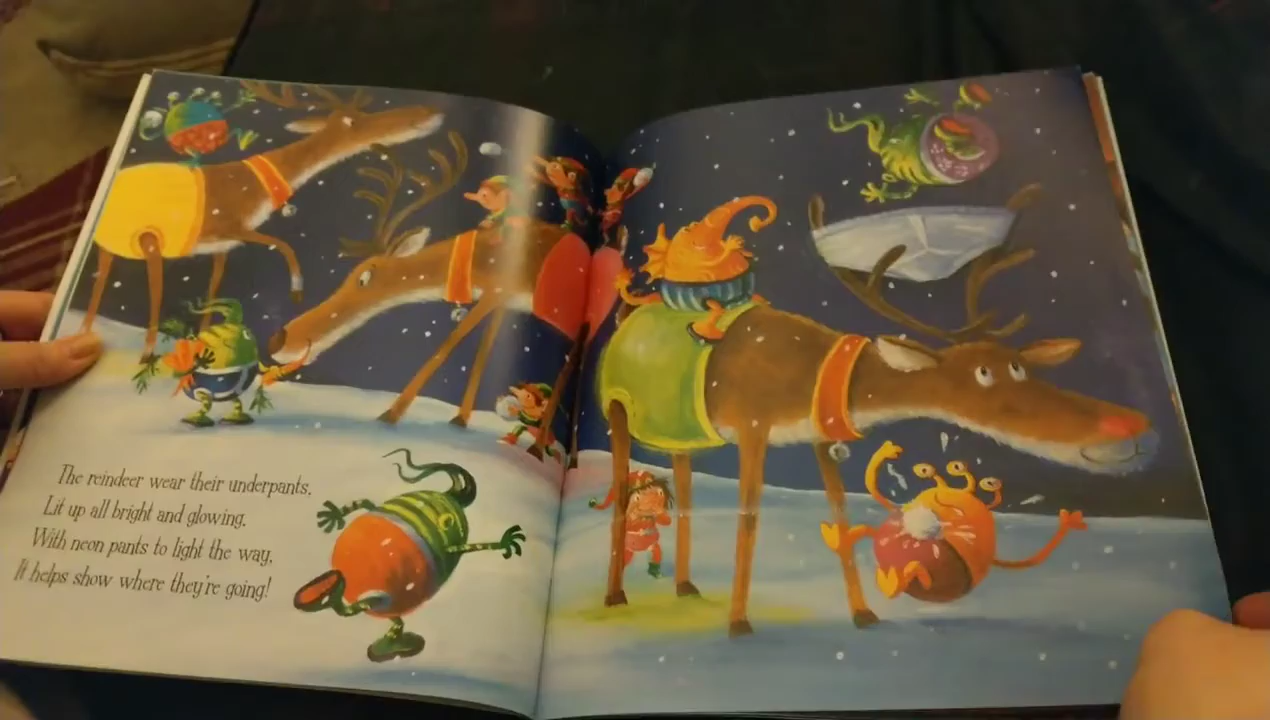 The reindeer wear their underpants,
Lit up all bright and glowing.
With neon pants to light the way,
It helps show where they're going!